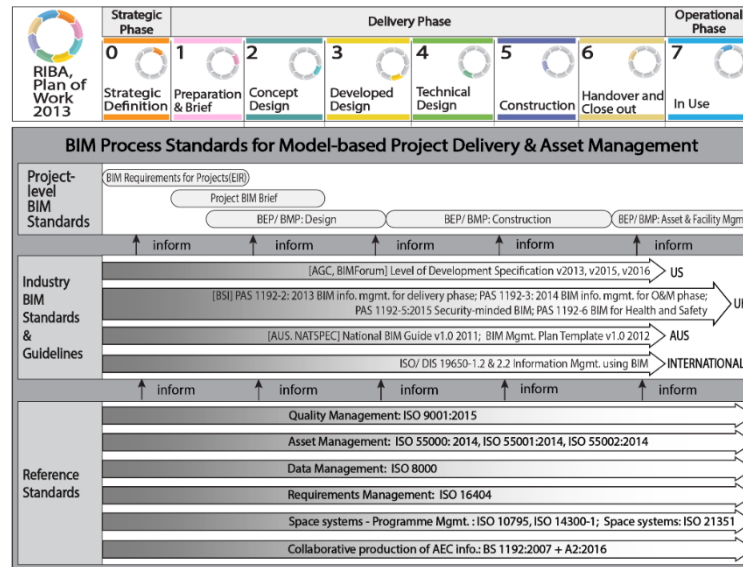 Strategic Phase
Delivery Phase
Operational Phase
RIBA,
Plan of
Work
2013
0
Strategic
Definition
1
Preparation
& Brief
2
Concept
Design
3
Developed
Design
4
Technical
Design
5
Construction
6
Handover and
Close out
7
In Use
BIM Process Standards for Model-based Project Delivery & Asset Management
Project-
level
BIM
Standards
BIM Requirements for Projects(EIR)
Project BIM Brief
BEP/ BMP: Design
BEP/ BMP: Construction
BEP/ BMP: Asset & Facility Mgm
inform inform inform inform inform
Industry
BIM
Standards
&
Guidelines
[AGC, BIMForum] Level of Development Specification v2013, v2015, v2016
US
[BSI] PAS 1192-2: 2013 BIM info. mgmt. for delivery phase; PAS 1192-3: 2014 BIM info. mgmt. for O&M phase;
PAS 1192-5:2015 Security-minded BIM; PAS 1192-6 BIM for Health and Safety
[AUS. NATSPEC] National BIM Guide v1.0 2011; BIM Mgmt. Plan Template v1.0 2012
AUS
ISO/ DIS 19650-1.2 & 2.2 Information Mgmt. using BIM
INTERNATIONAL
inform inform inform inform inform
Reference
Standards
Quality Management: ISO 9001:2015
Asset Management: ISO 55000: 2014, ISO 55001:2014, ISO 55002:2014
Data Management: ISO 8000
Requirements Management: ISO 16404
Space systems - Programme Mgmt. : ISO 10795, ISO 14300-1; Space systems: ISO 21351
Collaborative production of AEC info.: BS 1192:2007 + A2:2016